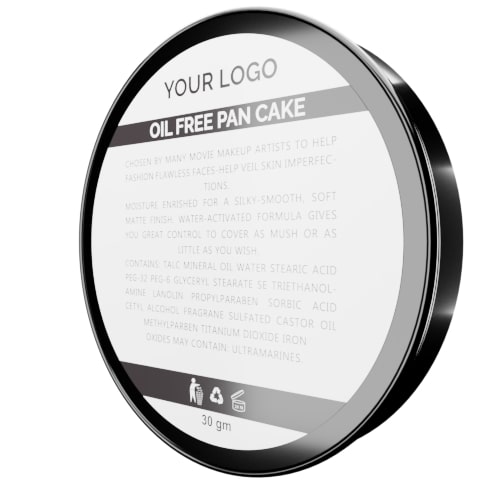 YOUR LOGO
OIL FREE PAN CAKE
CHOSEN BY MANY MOVIE MAKEUP ARTISTS TO HELP
FASHION FLAWLESS FACES-HELP VEIL SKIN IMPERFEC-
TIONS.
MOISTURE ENRISHED FOR A SILKY-SMOOTH, SOFT
MATTE FINISH. WATER-ACTIVATED FORMULA GIVES
YOU GREAT CONTROL TO COVER AS MUSH OR AS
LITTLE AS YOU WISH.
CONTAINS: TALC MINERAL OIL WATER STEARIC ACID
PEG-32 PEG-6 GLYCERYL STEARATE SE TRIETHANOL-
AMINE LANOLIN PROPYLPARABEN SORBIC ACID
CETYL ALCOHOL FRAGRANE SULFATED CASTOR OIL
METHYLPARBEN TITANIUM DIOXIDE IRON
OXIDES MAY CONTAIN: ULTRAMARINES.
30 gm